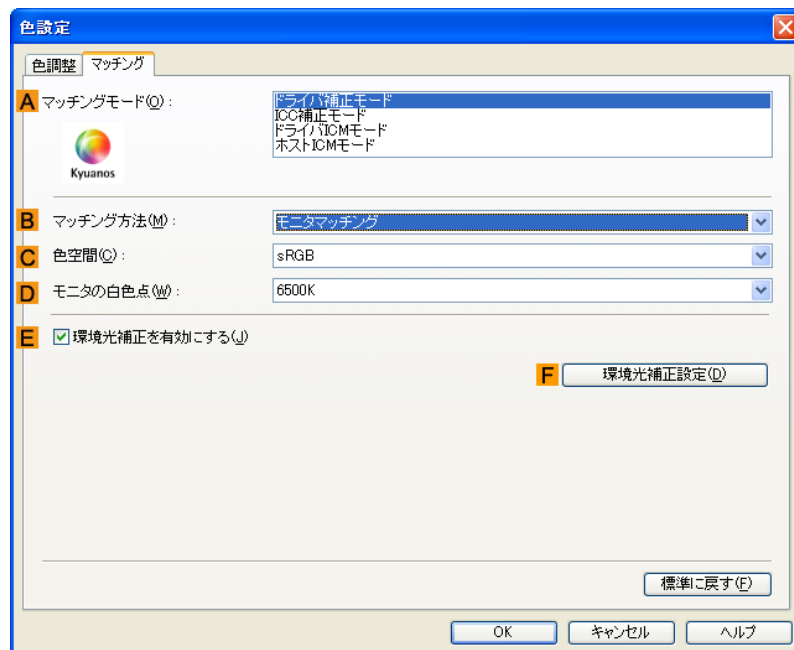 色設定
色調整 マッチング
A マッチングモード(O)： ドライバ補正モード
ICC補正モード
ドライバICMモード
ホストICMモード
Kyuanos
B マッチング方法(M)： モニタマッチング
C 色空間(C)： sRGB
D モニタの白色点(W)： 6500K
E 環境光補正を有効にする(J)
F 環境光補正設定(D)
標準に戻す(F)
OK キャンセル ヘルプ